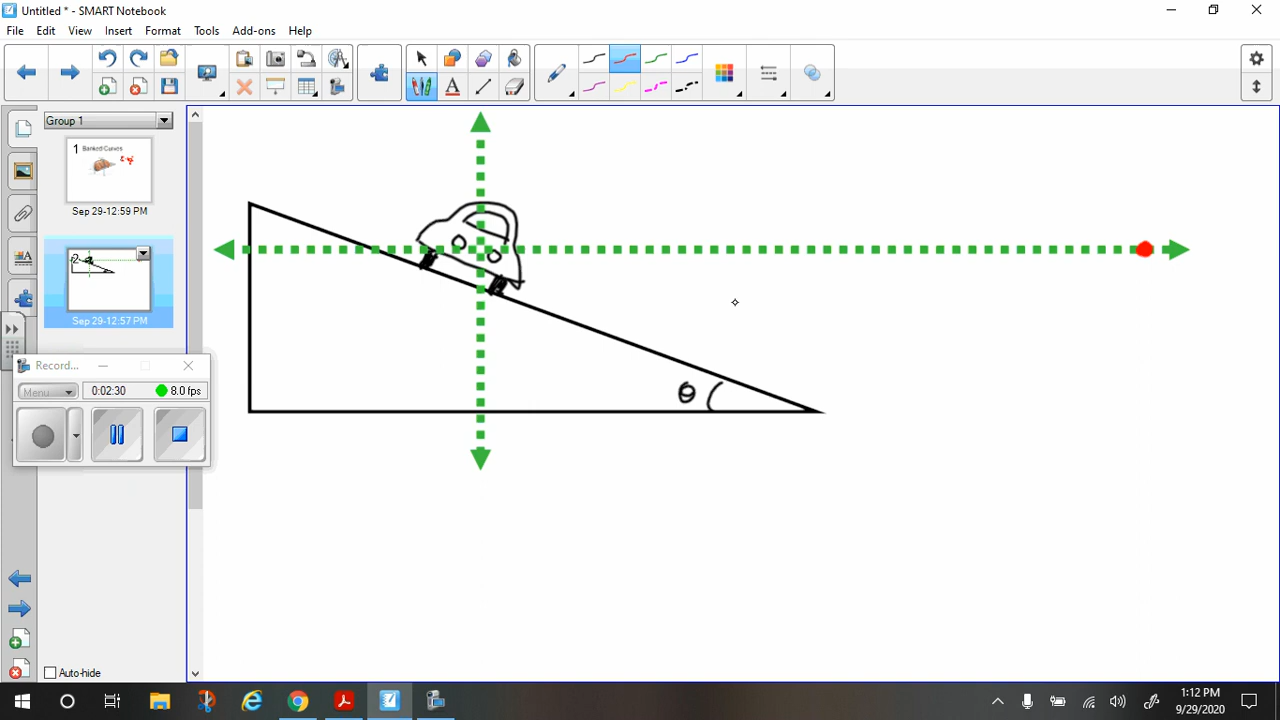 Untitled * - SMART Notebook
File Edit View Insert Format Tools Add-ons Help
Group 1
1 Banked Curves
Sep 29-12:59 PM
2
Sep 29-12:57 PM
Record...
Menu
0:02:30
8.0 fps
θ
Auto-hide
1:12 PM
9/29/2020